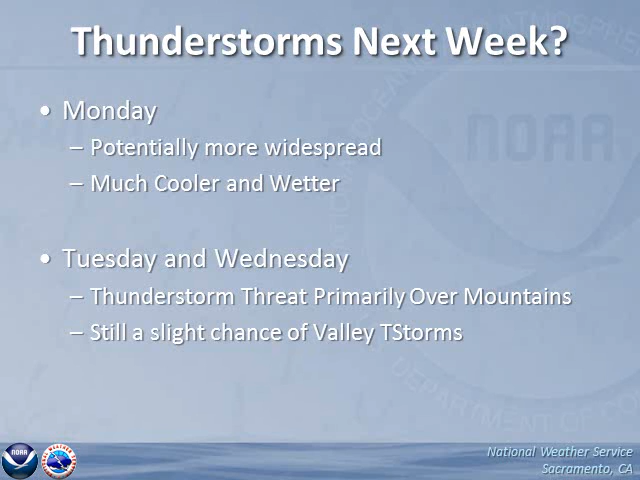 Thunderstorms Next Week?
• Monday
– Potentially more widespread
– Much Cooler and Wetter
• Tuesday and Wednesday
– Thunderstorm Threat Primarily Over Mountains
– Still a slight chance of Valley TStorms
NOAA
National Weather Service
Sacramento, CA